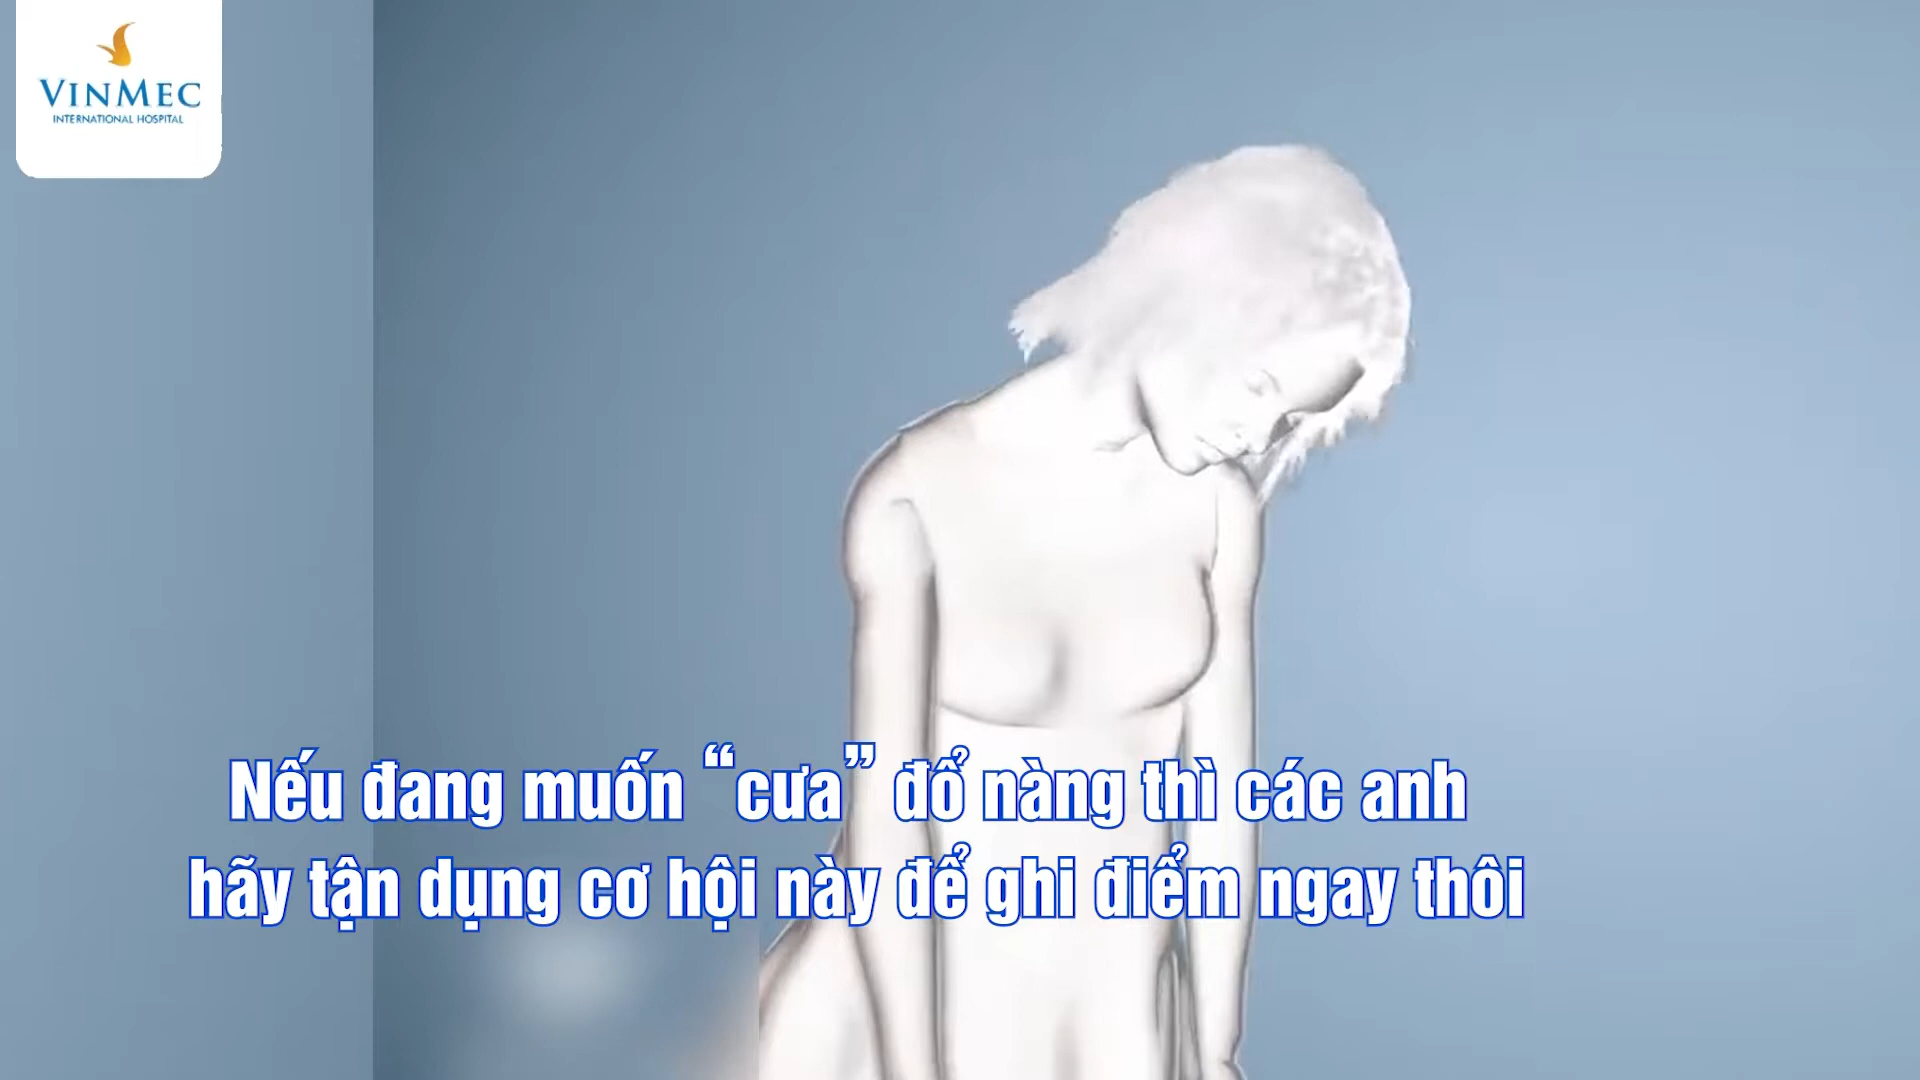 VINMEC
INTERNATIONAL HOSPITAL
Nếu đang muốn “cưa” đổ nàng thì các anh
hãy tận dụng cơ hội này để ghi điểm ngay thôi